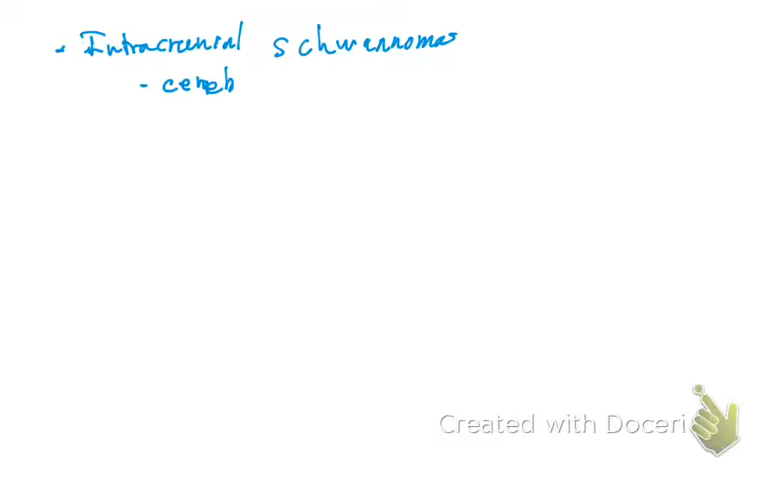 - Intracranial schwannomas
- cereb
Created with Doceri